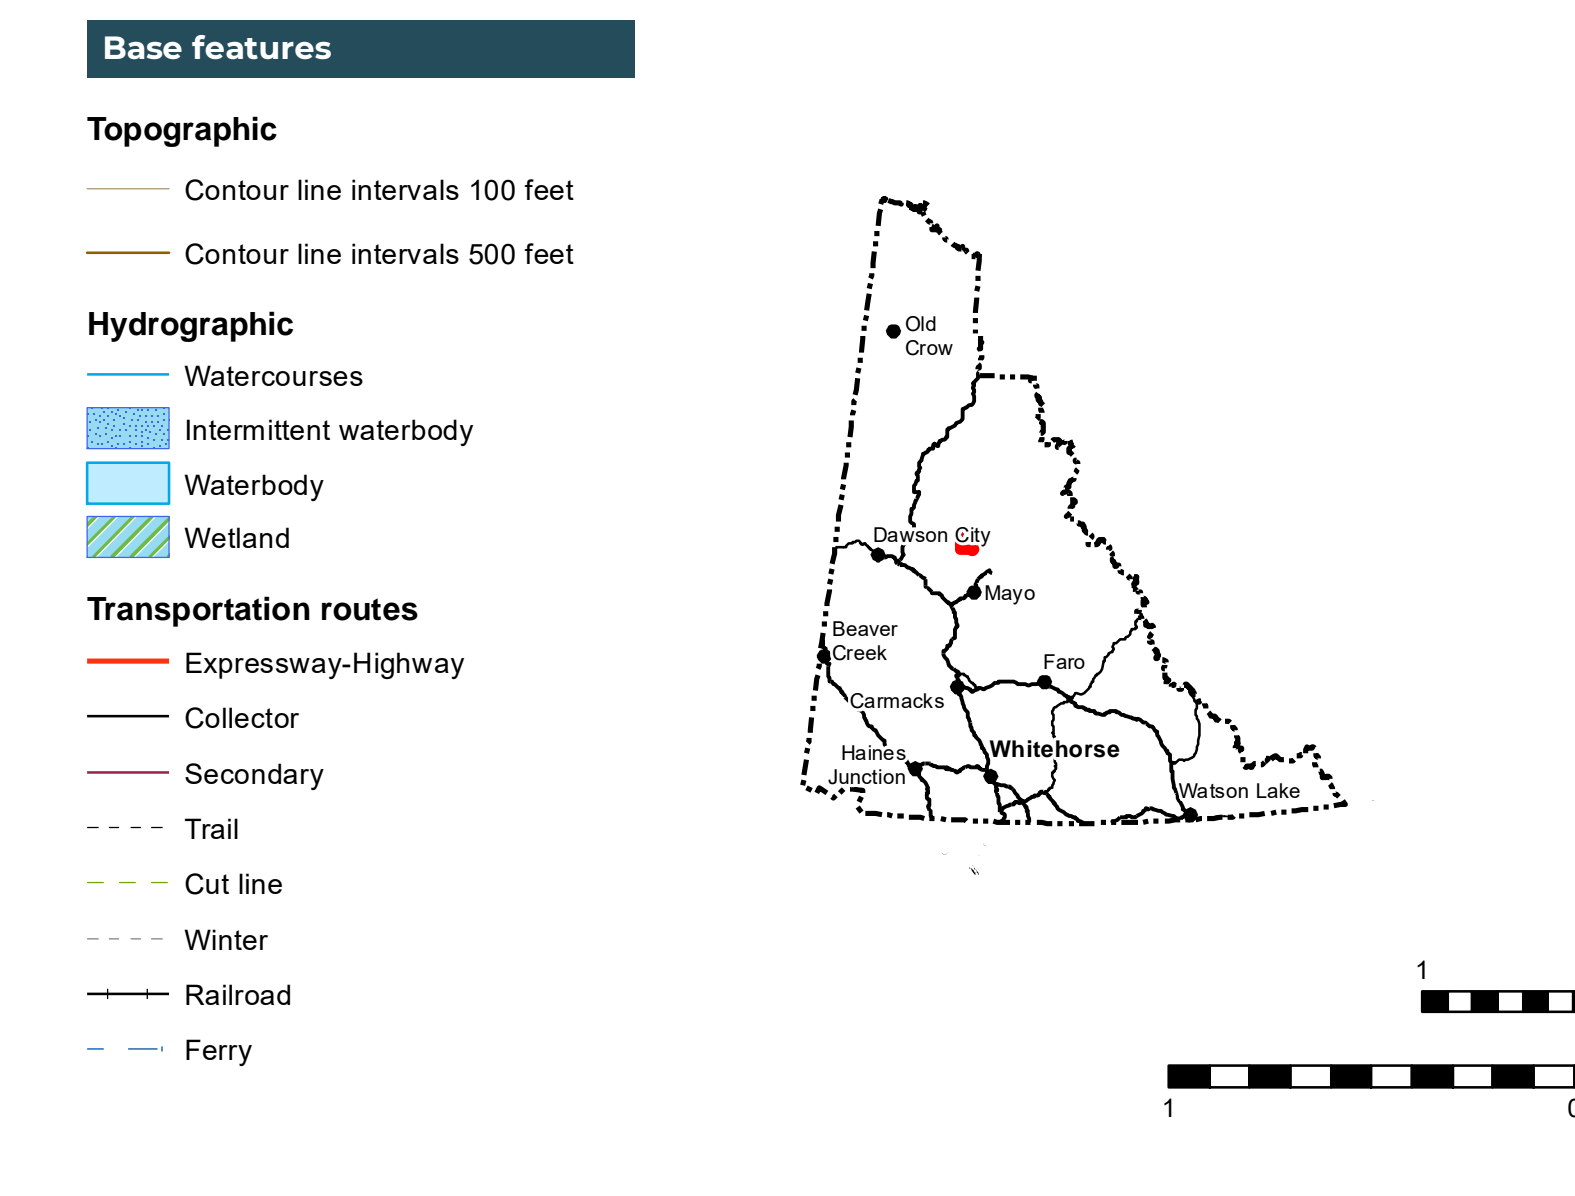 Base features
Topographic
Contour line intervals 100 feet
Contour line intervals 500 feet
Hydrographic
Watercourses
Intermittent waterbody
Waterbody
Wetland
Transportation routes
Expressway-Highway
Collector
Secondary
Trail
Cut line
Winter
Railroad
Ferry
Old
Crow
Dawson City
Mayo
Beaver
Creek
Faro
Carmacks
Haines
Junction
Whitehorse
Watson Lake
1
1
0